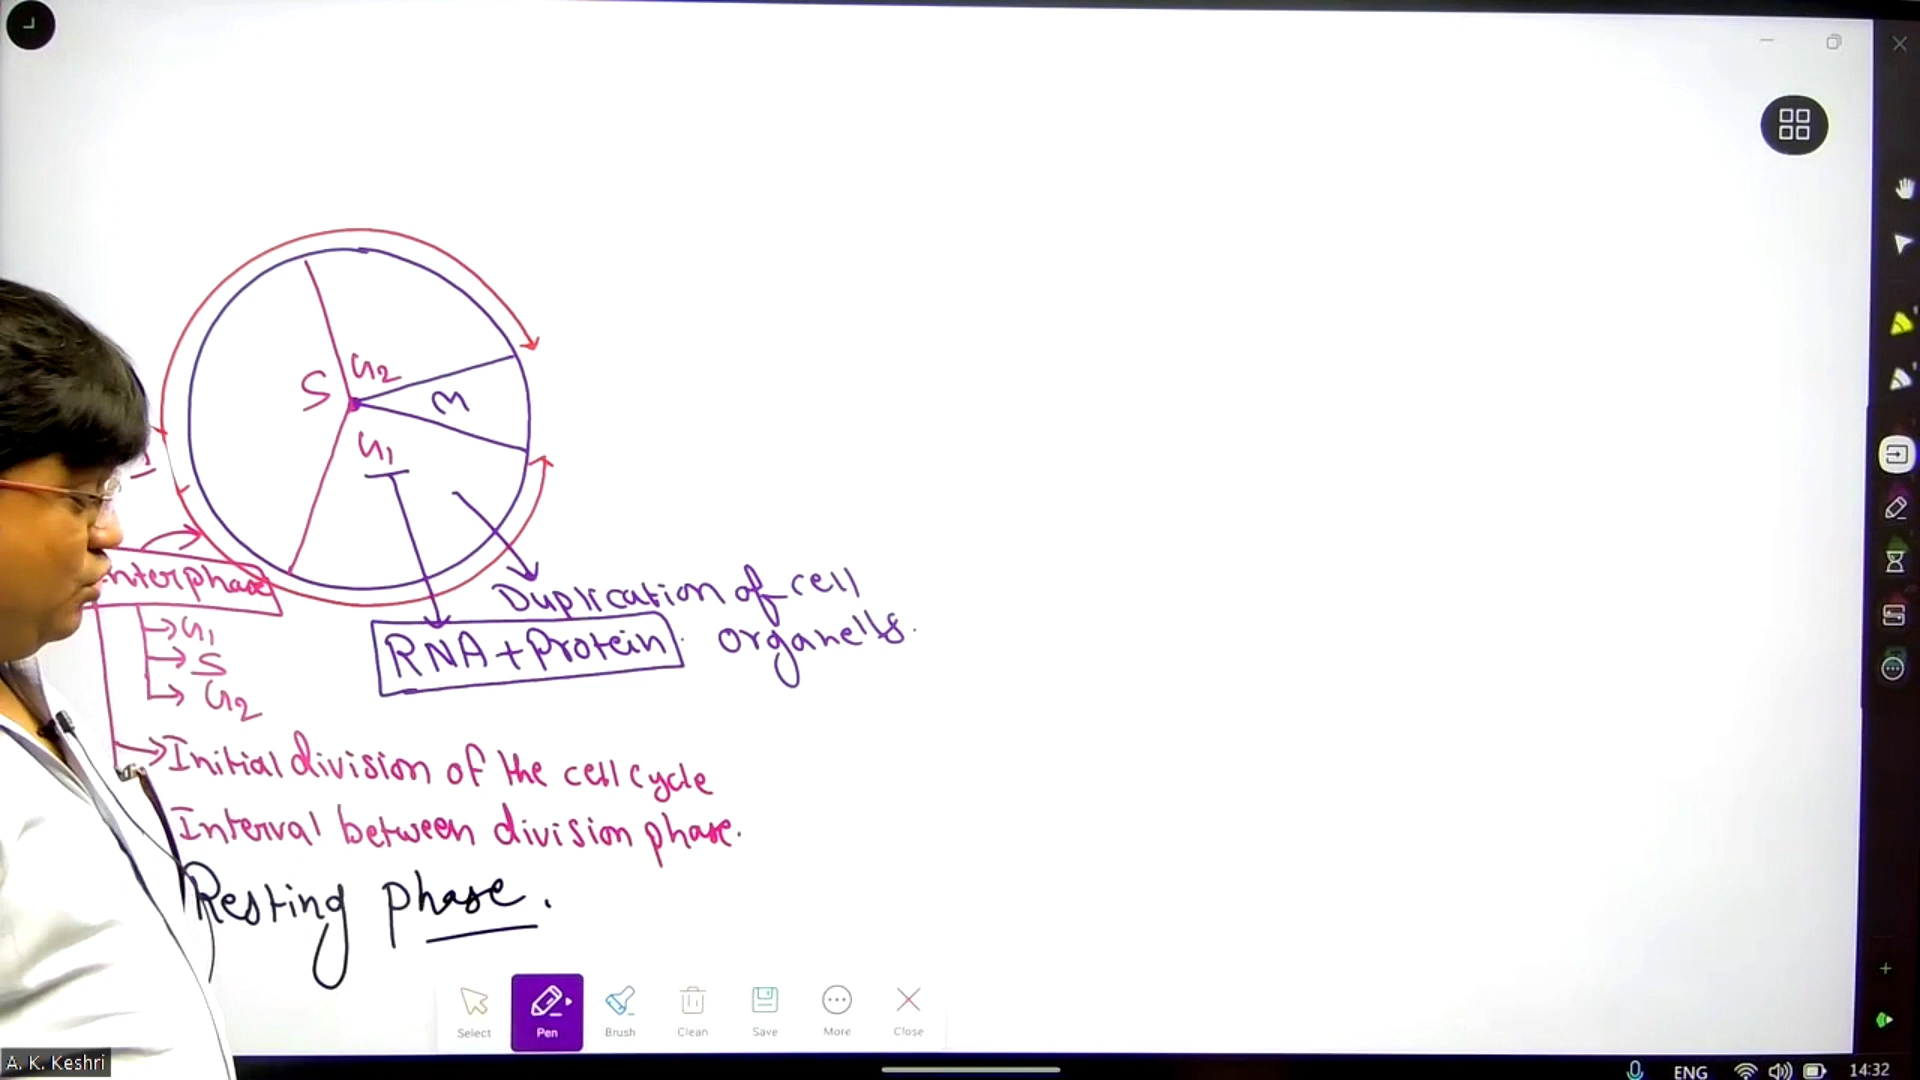 G2
S
M
G1
Interphase
Duplication of cell
organells.
RNA + Protein
G1
S
G2
Initial division of the cell cycle
Interval between division phase.
Resting phase.
Select
Pen
Brush
Clean
Save
More
Close
A. K. Keshri
ENG
14:32